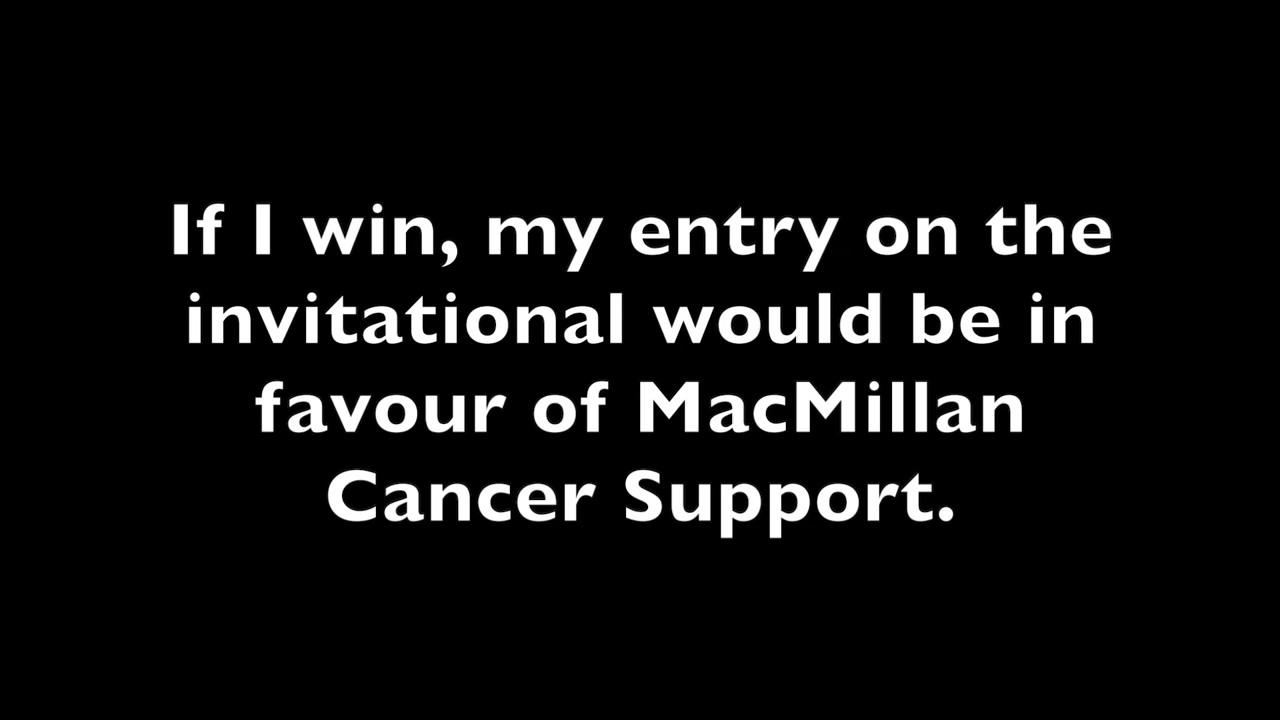 If I win, my entry on the
invitational would be in
favour of MacMillan
Cancer Support.